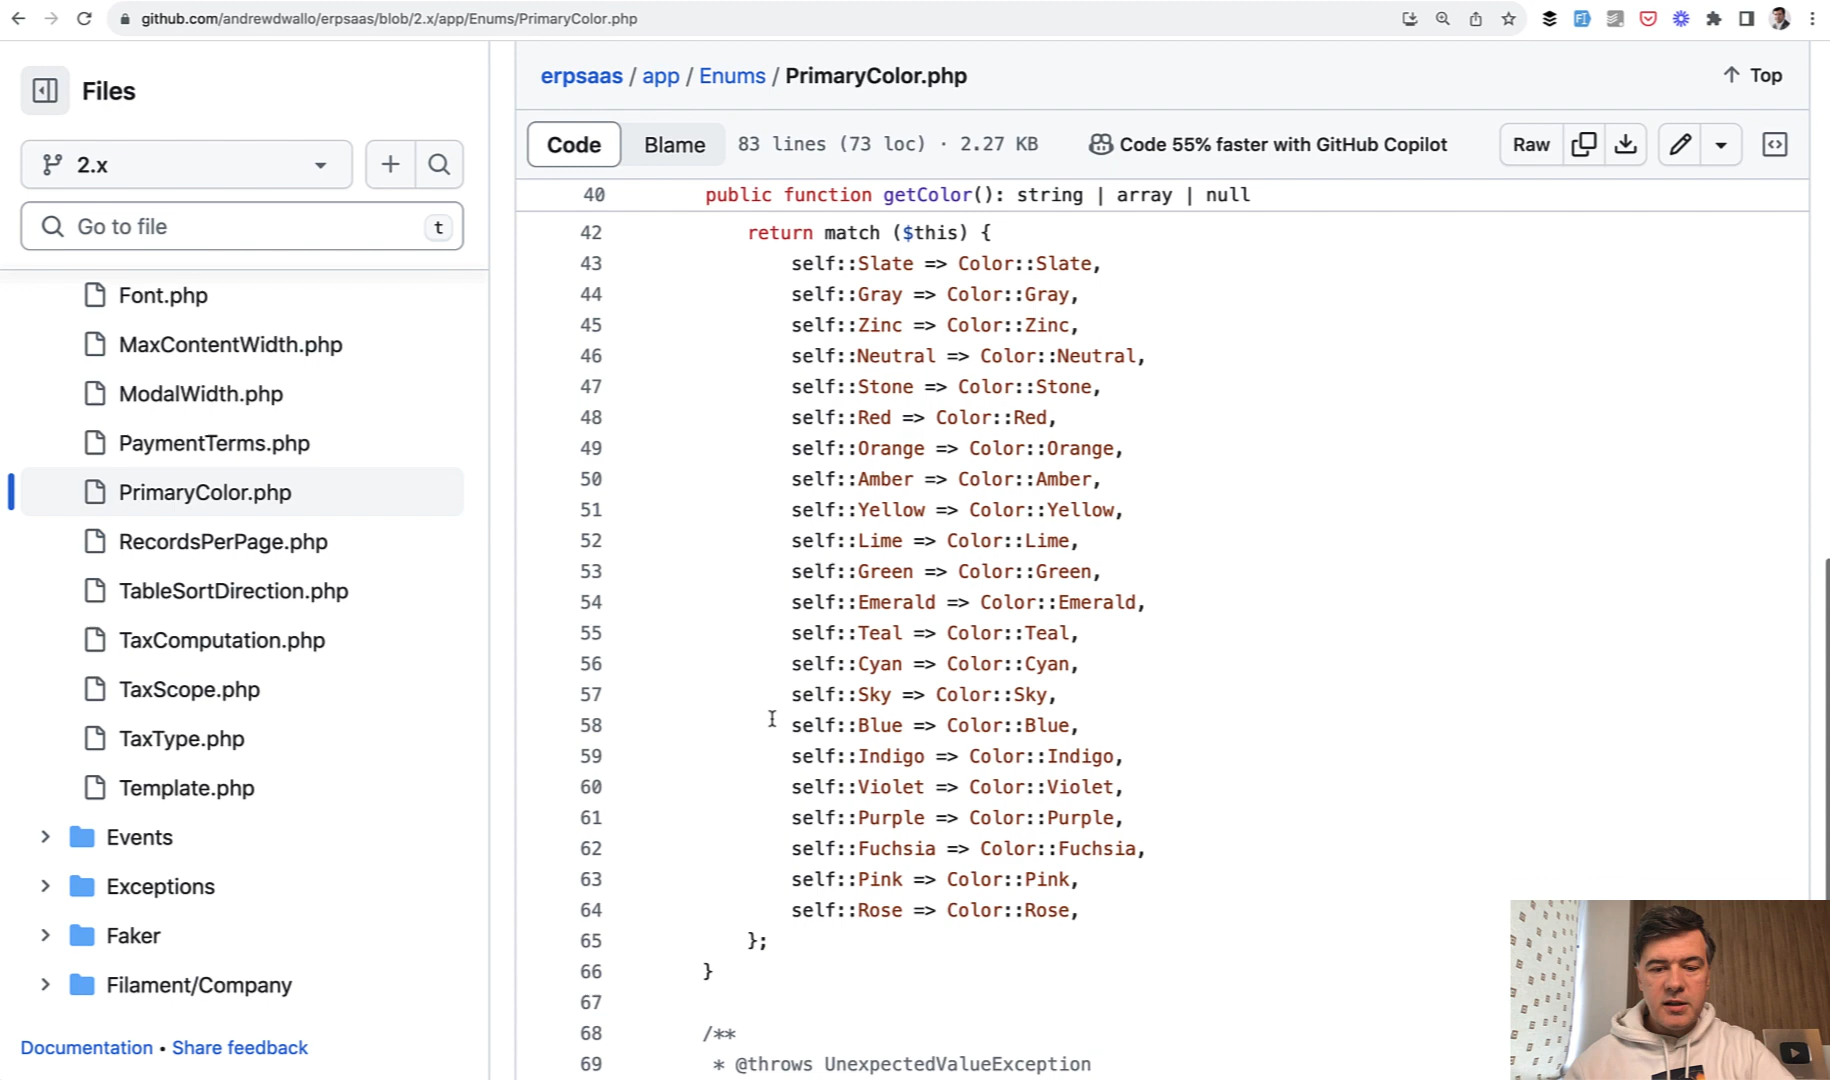 github.com/andrewdwallo/erpsaas/blob/2.x/app/Enums/PrimaryColor.php
Files
2.x
Go to file
t
Font.php
MaxContentWidth.php
ModalWidth.php
PaymentTerms.php
PrimaryColor.php
RecordsPerPage.php
TableSortDirection.php
TaxComputation.php
TaxScope.php
TaxType.php
Template.php
Events
Exceptions
Faker
Filament/Company
Documentation • Share feedback
erpsaas / app / Enums / PrimaryColor.php
Top
Code Blame 83 lines (73 loc) · 2.27 KB Code 55% faster with GitHub Copilot Raw
40 public function getColor(): string | array | null
42 return match ($this) {
43 self::Slate => Color::Slate,
44 self::Gray => Color::Gray,
45 self::Zinc => Color::Zinc,
46 self::Neutral => Color::Neutral,
47 self::Stone => Color::Stone,
48 self::Red => Color::Red,
49 self::Orange => Color::Orange,
50 self::Amber => Color::Amber,
51 self::Yellow => Color::Yellow,
52 self::Lime => Color::Lime,
53 self::Green => Color::Green,
54 self::Emerald => Color::Emerald,
55 self::Teal => Color::Teal,
56 self::Cyan => Color::Cyan,
57 self::Sky => Color::Sky,
58 self::Blue => Color::Blue,
59 self::Indigo => Color::Indigo,
60 self::Violet => Color::Violet,
61 self::Purple => Color::Purple,
62 self::Fuchsia => Color::Fuchsia,
63 self::Pink => Color::Pink,
64 self::Rose => Color::Rose,
65 };
66 }
67
68 /**
69 * @throws UnexpectedValueException